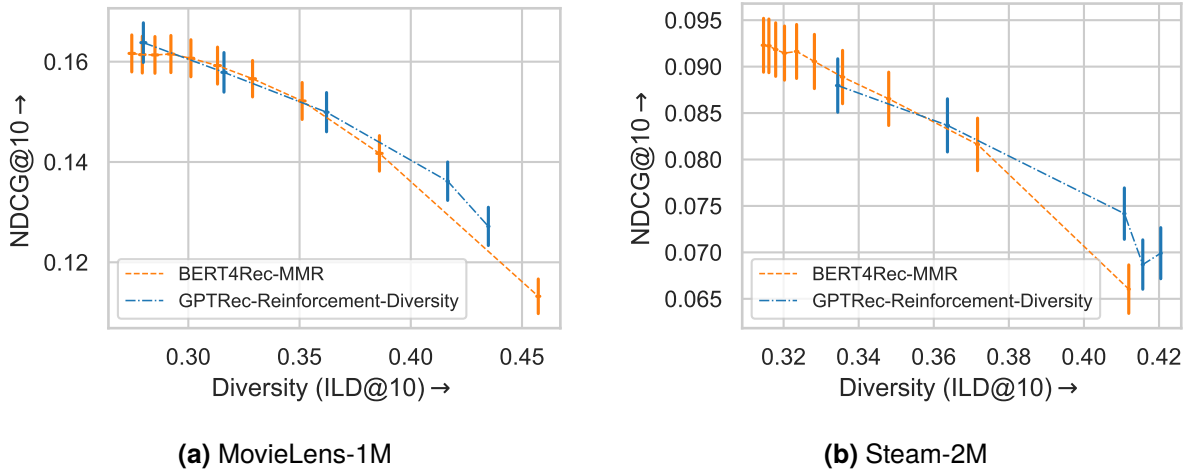 0.16
0.14
0.12
NDCG@10 →
BERT4Rec-MMR
GPTRec-Reinforcement-Diversity
0.30 0.35 0.40 0.45
Diversity (ILD@10) →
(a) MovieLens-1M
0.095
0.090
0.085
0.080
0.075
0.070
0.065
NDCG@10 →
BERT4Rec-MMR
GPTRec-Reinforcement-Diversity
0.32 0.34 0.36 0.38 0.40 0.42
Diversity (ILD@10) →
(b) Steam-2M